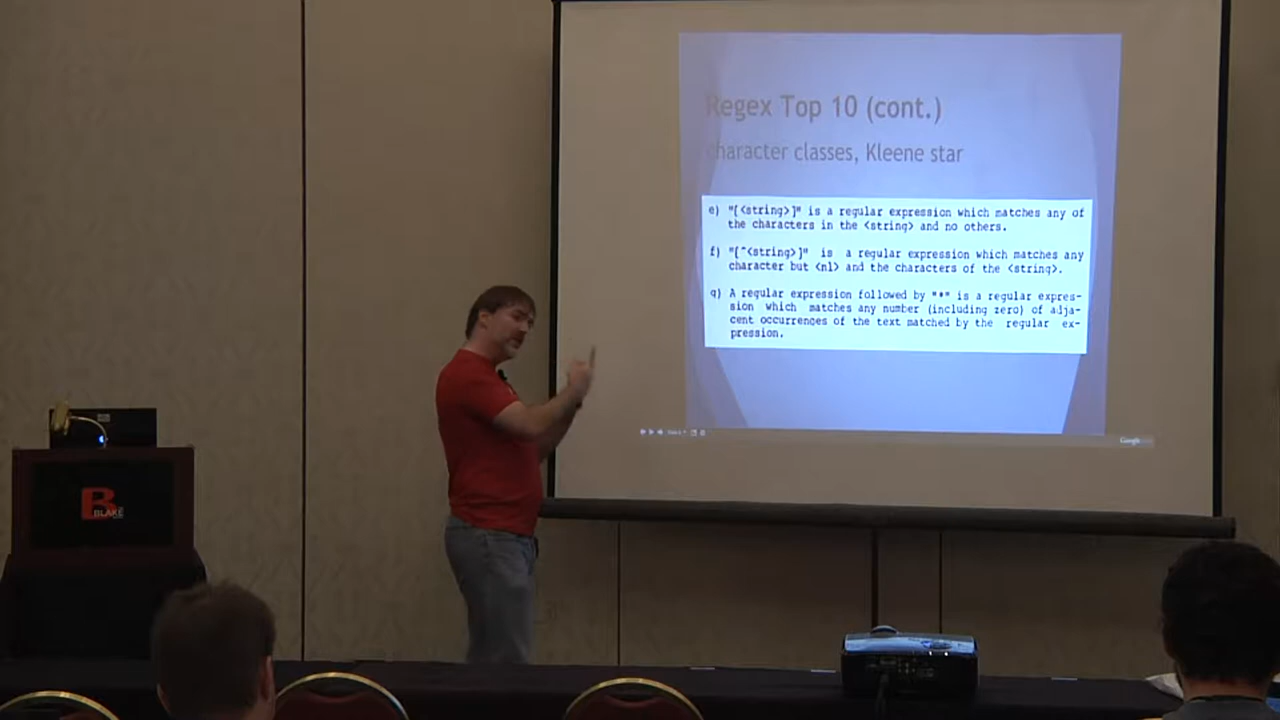 Regex Top 10 (cont.)
character classes, Kleene star
e) "[<string>]" is a regular expression which matches any of
the characters in the <string> and no others.
f) "[^<string>]" is a regular expression which matches any
character but <nl> and the characters of the <string>.
g) A regular expression followed by "*" is a regular expres-
sion which matches any number (including zero) of adja-
cent occurrences of the text matched by the regular ex-
pression.
Google
B
BLAKE